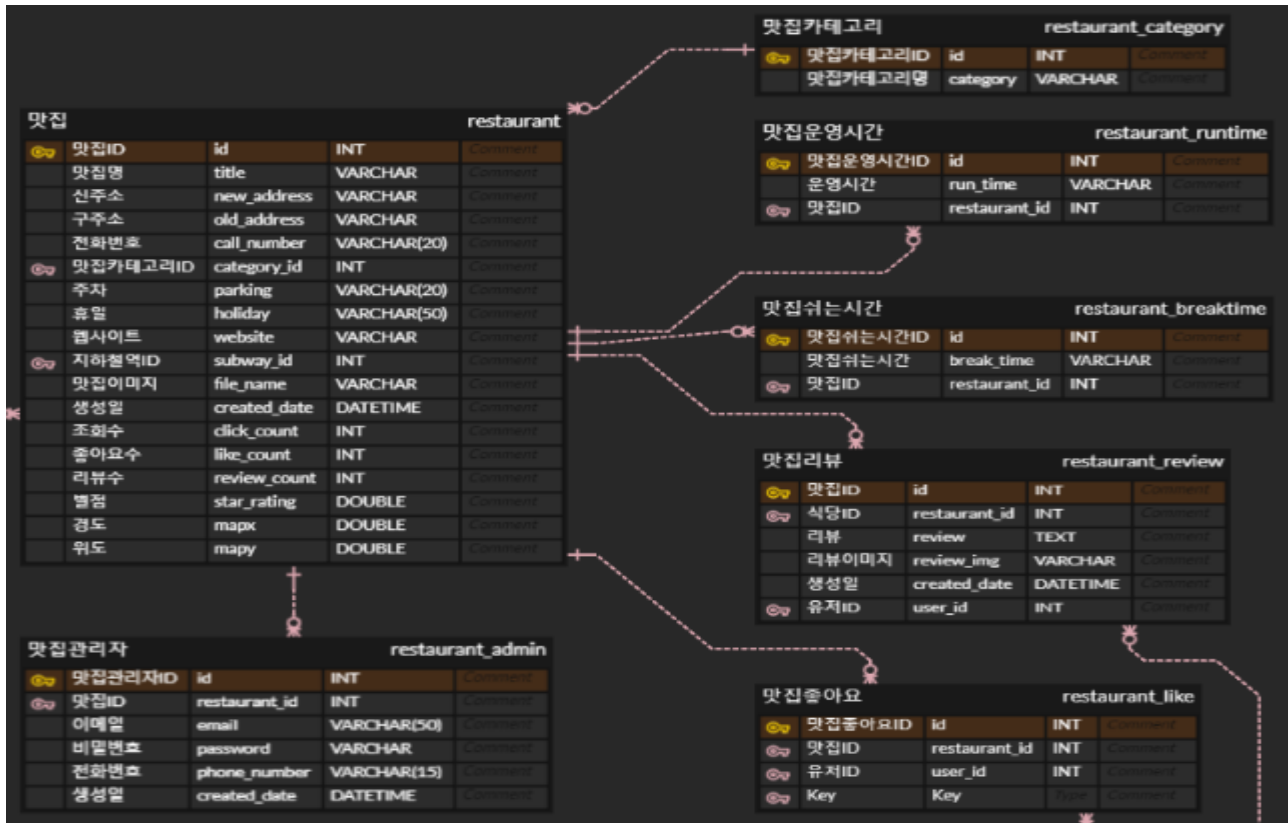 맛집카테고리 restaurant_category
맛집카테고리ID id INT Comment
맛집카테고리명 category VARCHAR Comment
맛집 restaurant
맛집ID id INT Comment
맛집명 title VARCHAR Comment
신주소 new_address VARCHAR Comment
구주소 old_address VARCHAR Comment
전화번호 call_number VARCHAR(20) Comment
맛집카테고리ID category_id INT Comment
주차 parking VARCHAR(20) Comment
휴일 holiday VARCHAR(50) Comment
웹사이트 website VARCHAR Comment
지하철역ID subway_id INT Comment
맛집이미지 file_name VARCHAR Comment
생성일 created_date DATETIME Comment
조회수 click_count INT Comment
좋아요수 like_count INT Comment
리뷰수 review_count INT Comment
별점 star_rating DOUBLE Comment
경도 mapx DOUBLE Comment
위도 mapy DOUBLE Comment
맛집운영시간 restaurant_runtime
맛집운영시간ID id INT Comment
운영시간 run_time VARCHAR Comment
맛집ID restaurant_id INT Comment
맛집쉬는시간 restaurant_breaktime
맛집쉬는시간ID id INT Comment
맛집쉬는시간 break_time VARCHAR Comment
맛집ID restaurant_id INT Comment
맛집리뷰 restaurant_review
맛집ID id INT Comment
식당ID restaurant_id INT Comment
리뷰 review TEXT Comment
리뷰이미지 review_img VARCHAR Comment
생성일 created_date DATETIME Comment
유저ID user_id INT Comment
맛집관리자 restaurant_admin
맛집관리자ID id INT Comment
맛집ID restaurant_id INT Comment
이메일 email VARCHAR(50) Comment
비밀번호 password VARCHAR Comment
전화번호 phone_number VARCHAR(15) Comment
생성일 created_date DATETIME Comment
맛집좋아요 restaurant_like
맛집좋아요ID id INT Comment
맛집ID restaurant_id INT Comment
유저ID user_id INT Comment
Key Key Type Comment